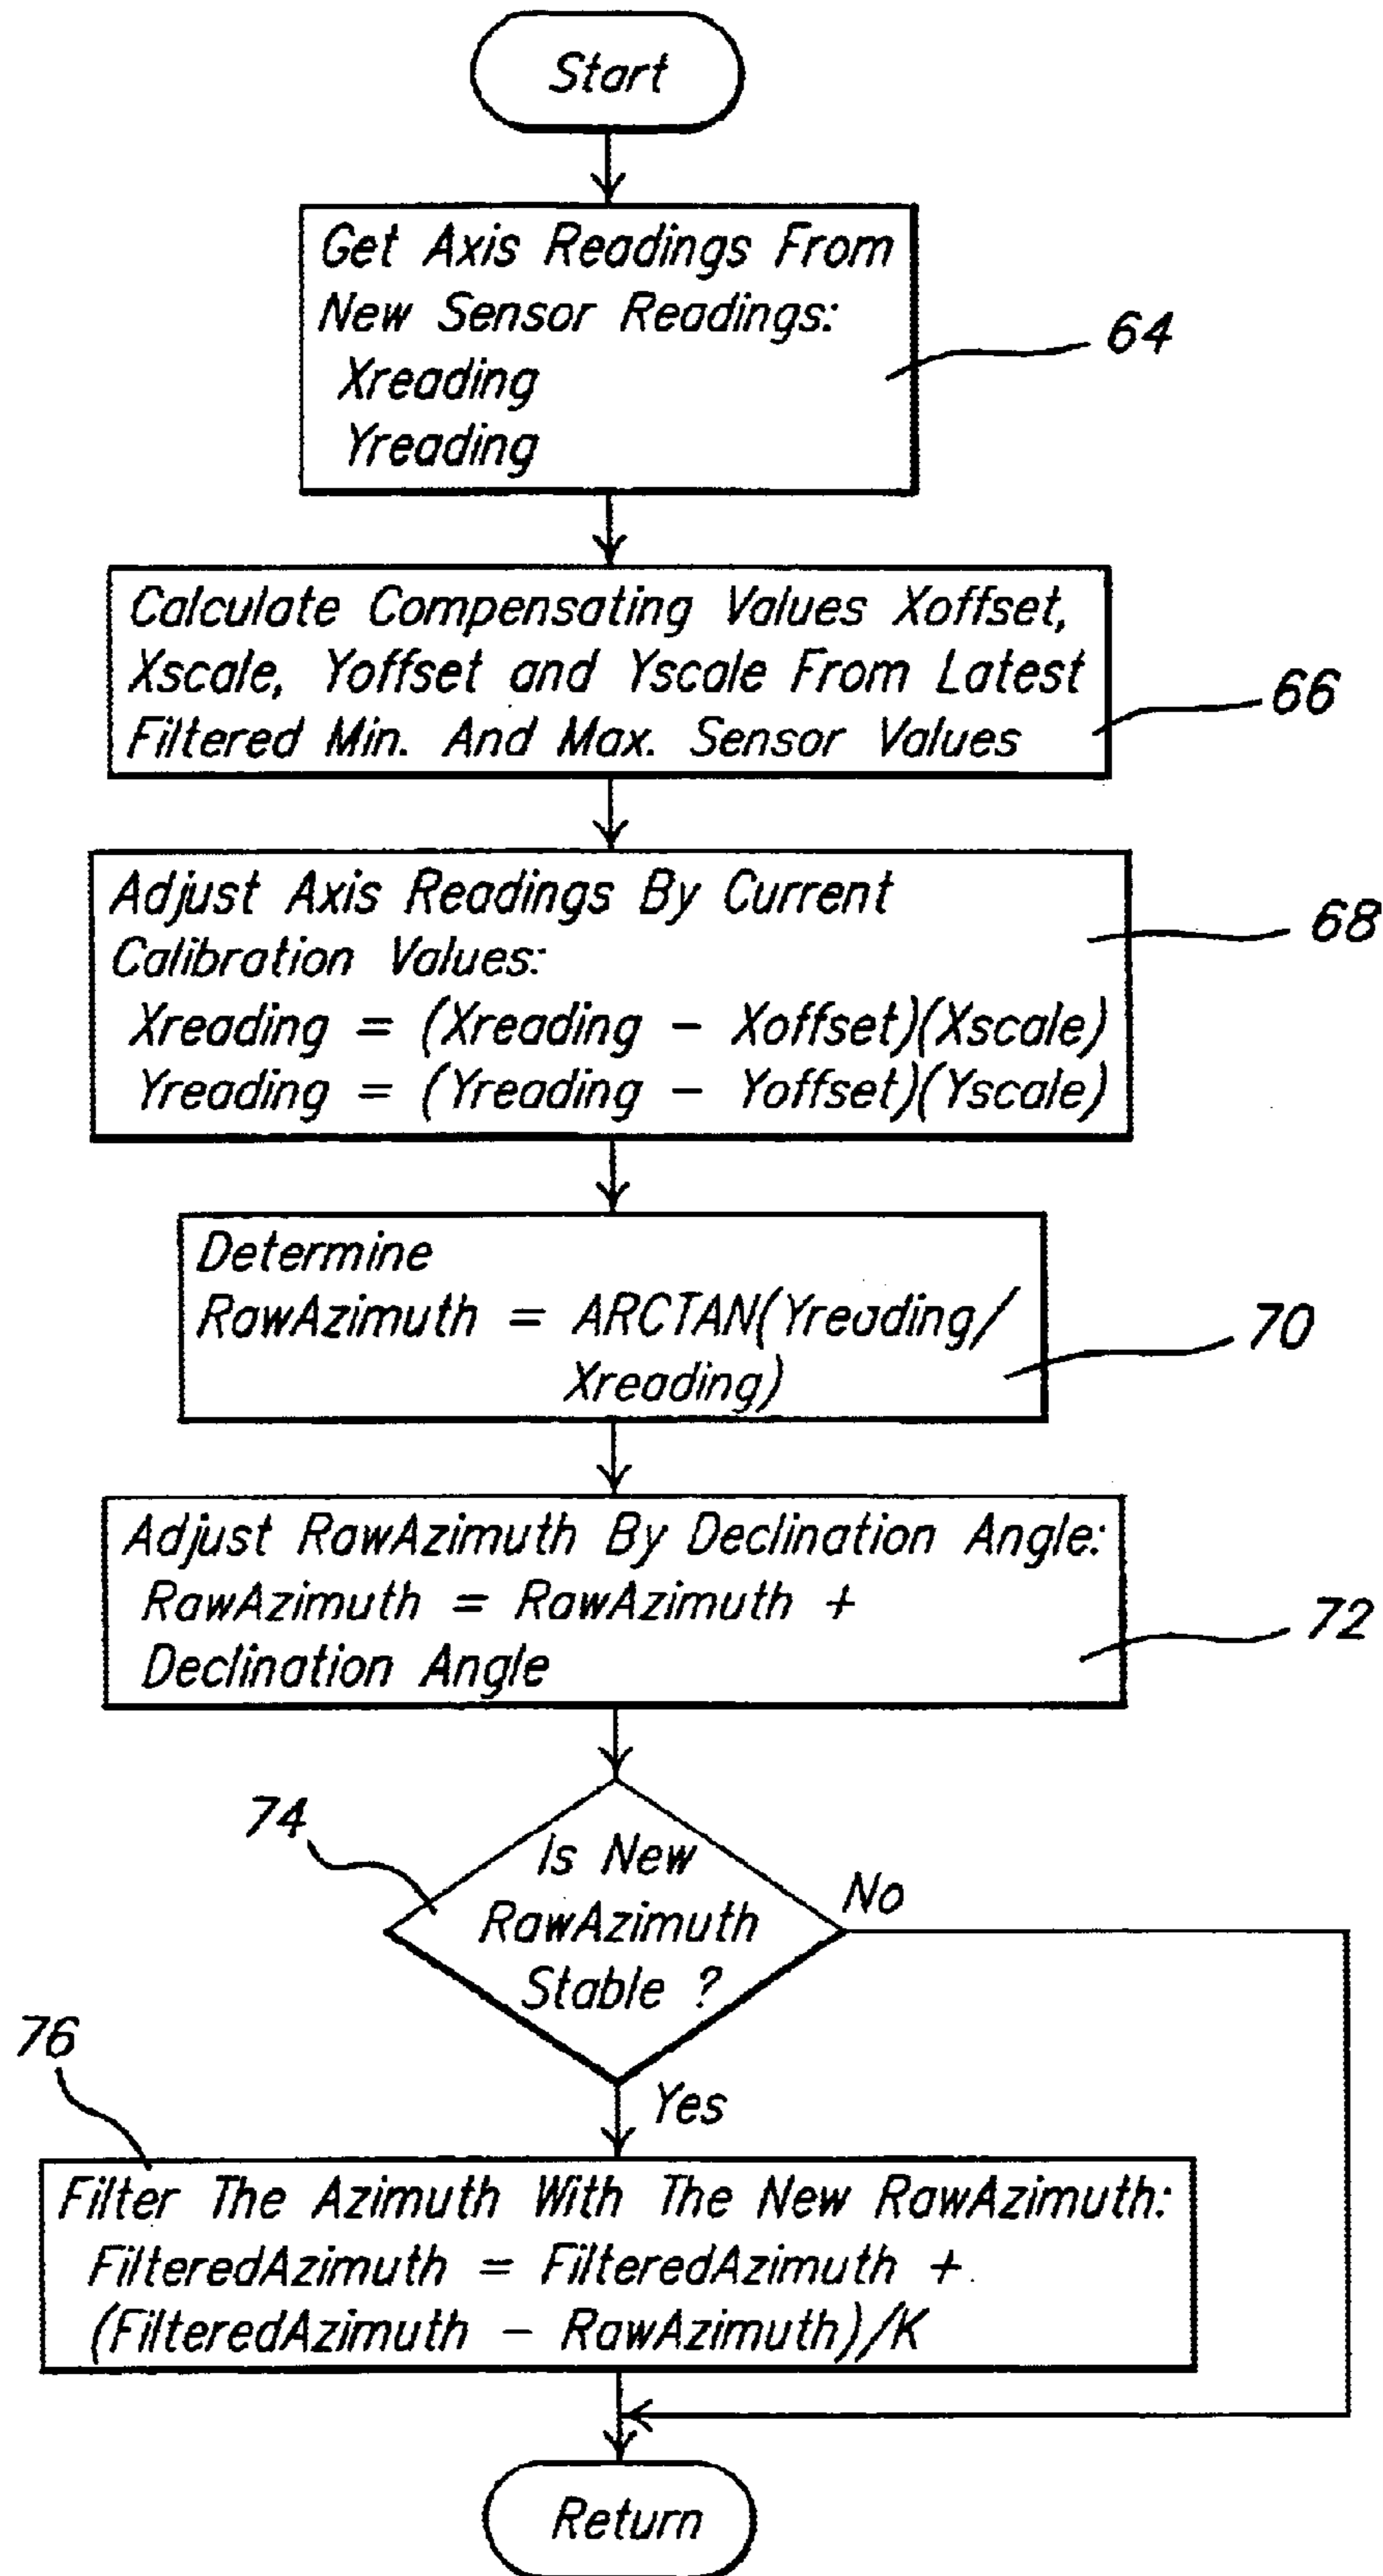 Start
Get Axis Readings From
New Sensor Readings:
Xreading
Yreading
64
Calculate Compensating Values Xoffset,
Xscale, Yoffset and Yscale From Latest
Filtered Min. And Max. Sensor Values
66
Adjust Axis Readings By Current
Calibration Values:
Xreading = (Xreading - Xoffset)(Xscale)
Yreading = (Yreading - Yoffset)(Yscale)
68
Determine
RawAzimuth = ARCTAN(Yreading/
Xreading)
70
Adjust RawAzimuth By Declination Angle:
RawAzimuth = RawAzimuth +
Declination Angle
72
74
Is New
RawAzimuth
Stable ?
No
Yes
76
Filter The Azimuth With The New RawAzimuth:
FilteredAzimuth = FilteredAzimuth +
(FilteredAzimuth - RawAzimuth)/K
Return